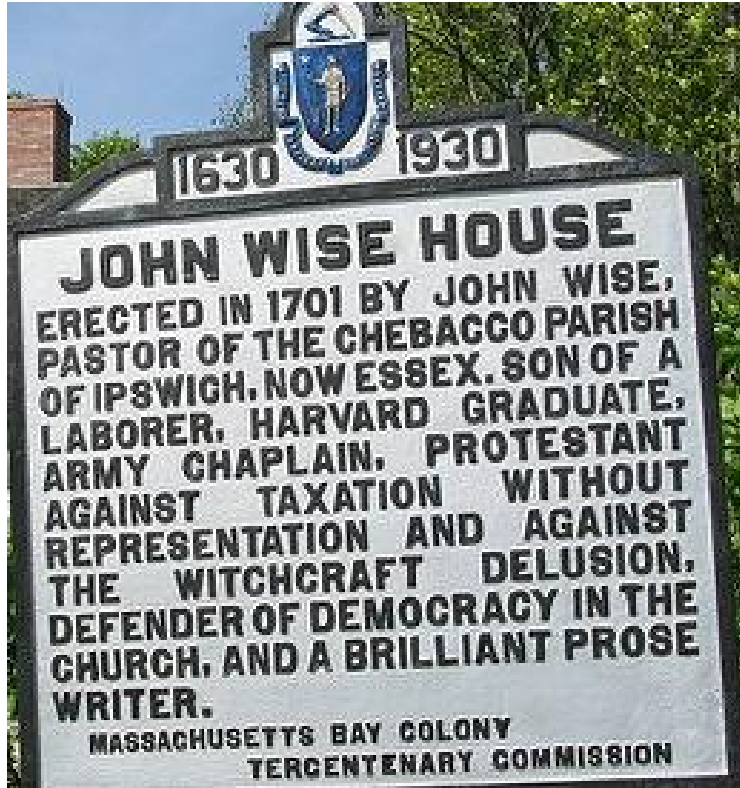 1630 1930
JOHN WISE HOUSE
ERECTED IN 1701 BY JOHN WISE,
PASTOR OF THE CHEBACCO PARISH
OF IPSWICH, NOW ESSEX. SON OF A
LABORER, HARVARD GRADUATE,
ARMY CHAPLAIN, PROTESTANT
AGAINST TAXATION WITHOUT
REPRESENTATION AND AGAINST
THE WITCHCRAFT DELUSION,
DEFENDER OF DEMOCRACY IN THE
CHURCH, AND A BRILLIANT PROSE
WRITER.
MASSACHUSETTS BAY COLONY
TERCENTENARY COMMISSION